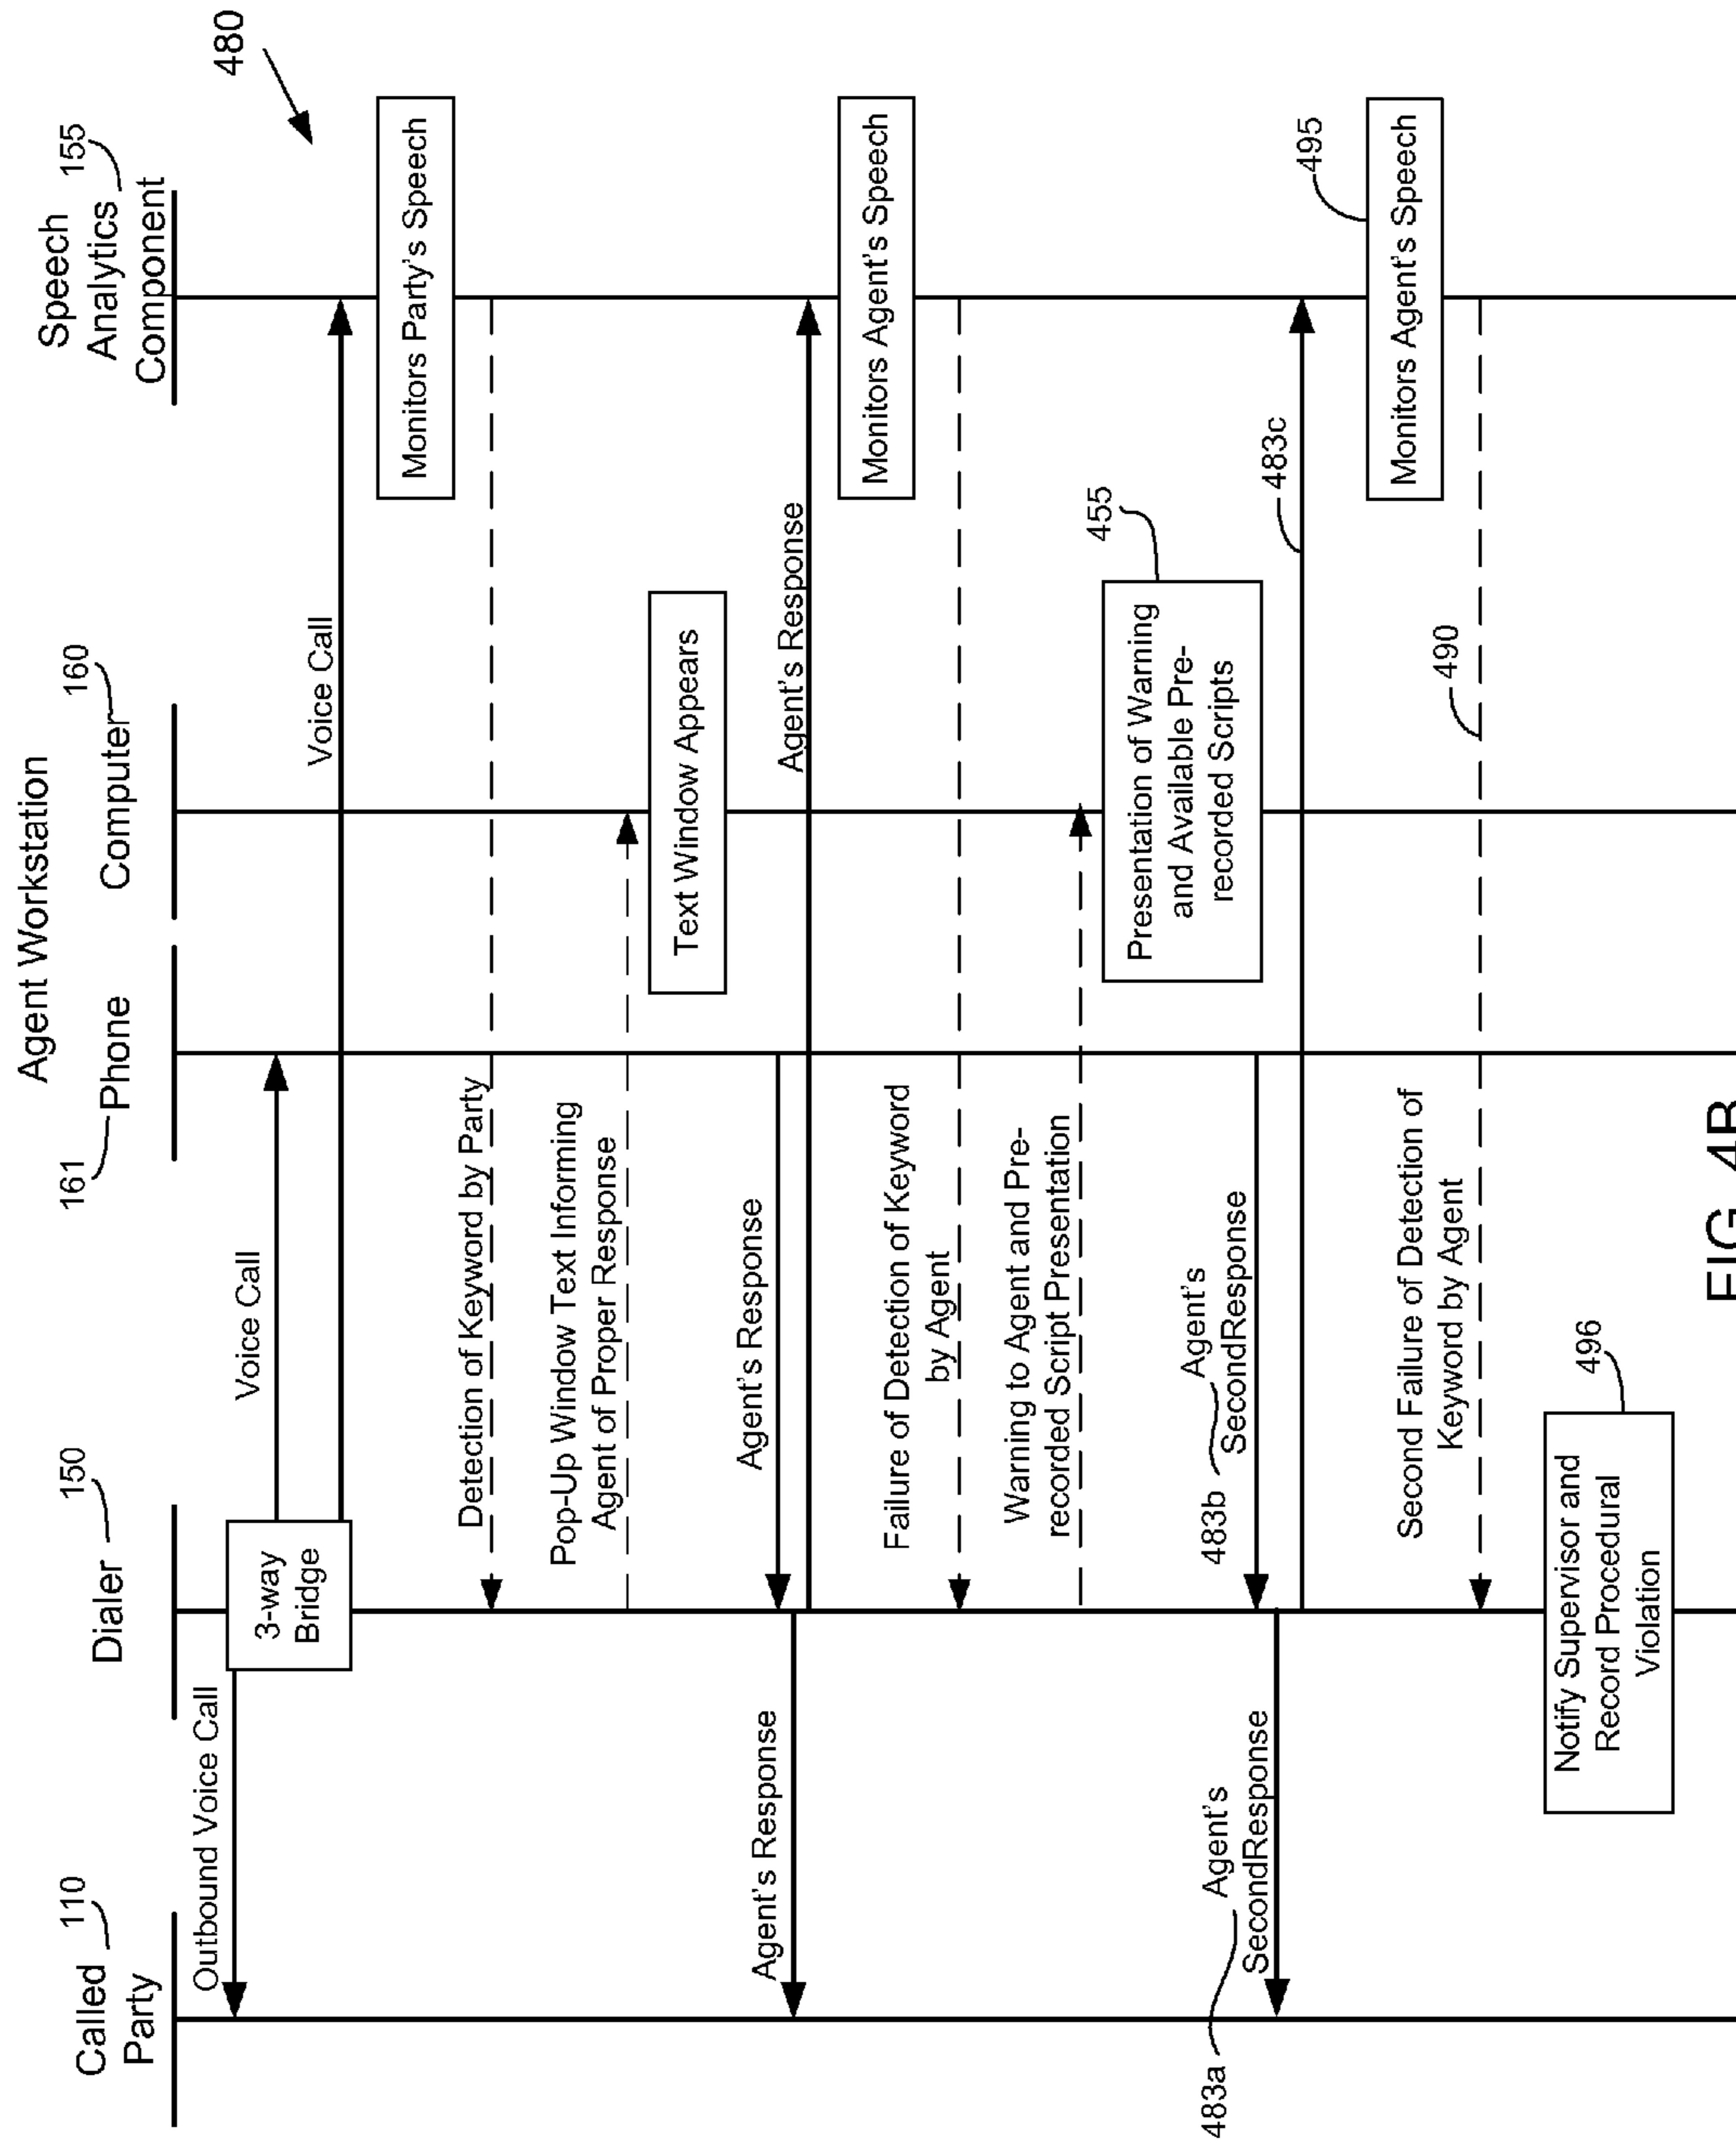 Agent Workstation
Called
Party
110
Dialer
150
161
Phone
Computer
160
Speech
Analytics
Component
155
480
Outbound Voice Call
3-way
Bridge
Voice Call
Voice Call
Monitors Party's Speech
Detection of Keyword by Party
Pop-Up Window Text Informing
Agent of Proper Response
Text Window Appears
Agent's Response
Agent's Response
Agent's Response
Monitors Agent's Speech
Failure of Detection of Keyword
by Agent
Warning to Agent and Pre-
recorded Script Presentation
Presentation of Warning
and Available Pre-
recorded Scripts
455
483a
Agent's
SecondResponse
483b
Agent's
SecondResponse
483c
Monitors Agent's Speech
495
Second Failure of Detection of
Keyword by Agent
490
Notify Supervisor and
Record Procedural
Violation
496
FIG. 4B